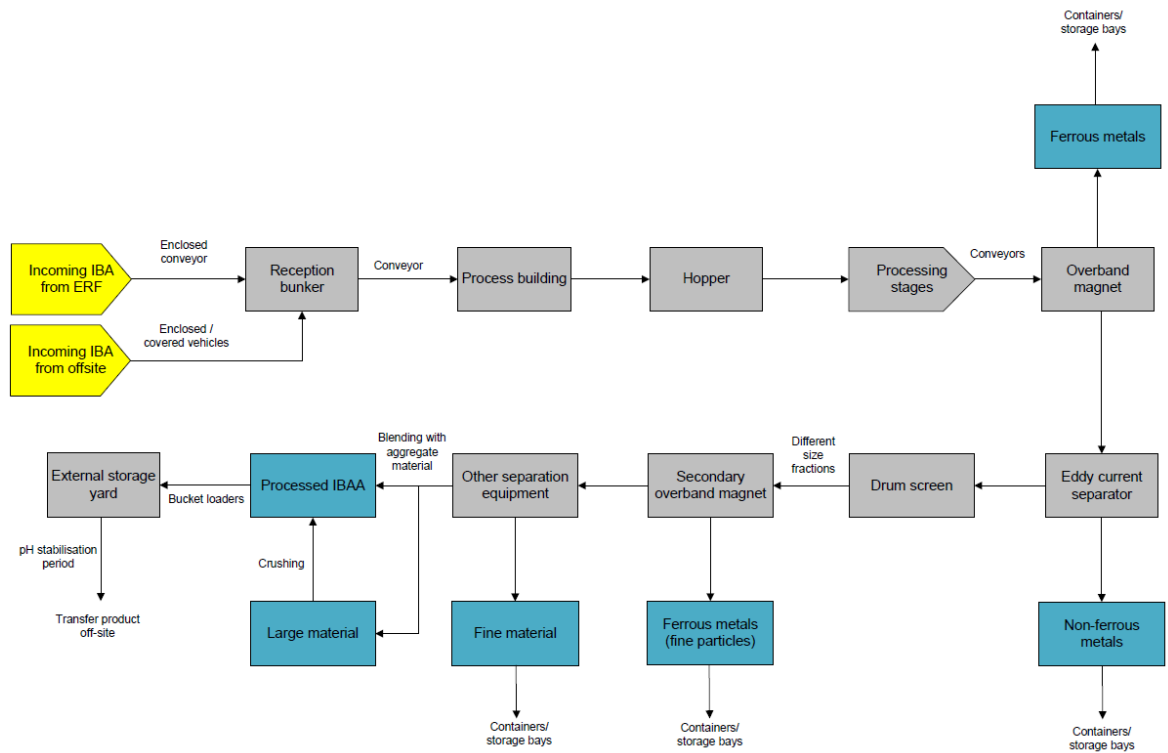 Containers/
storage bays
Ferrous metals
Incoming IBA
from ERF
Enclosed
conveyor
Reception
bunker
Conveyor
Process building
Hopper
Processing
stages
Conveyors
Overband
magnet
Incoming IBA
from offsite
Enclosed /
covered vehicles
External storage
yard
Bucket loaders
Processed IBAA
Blending with
aggregate
material
Other separation
equipment
Secondary
overband magnet
Different
size
fractions
Drum screen
Eddy current
separator
pH stabilisation
period
Transfer product
off-site
Crushing
Large material
Fine material
Ferrous metals
(fine particles)
Non-ferrous
metals
Containers/
storage bays
Containers/
storage bays
Containers/
storage bays